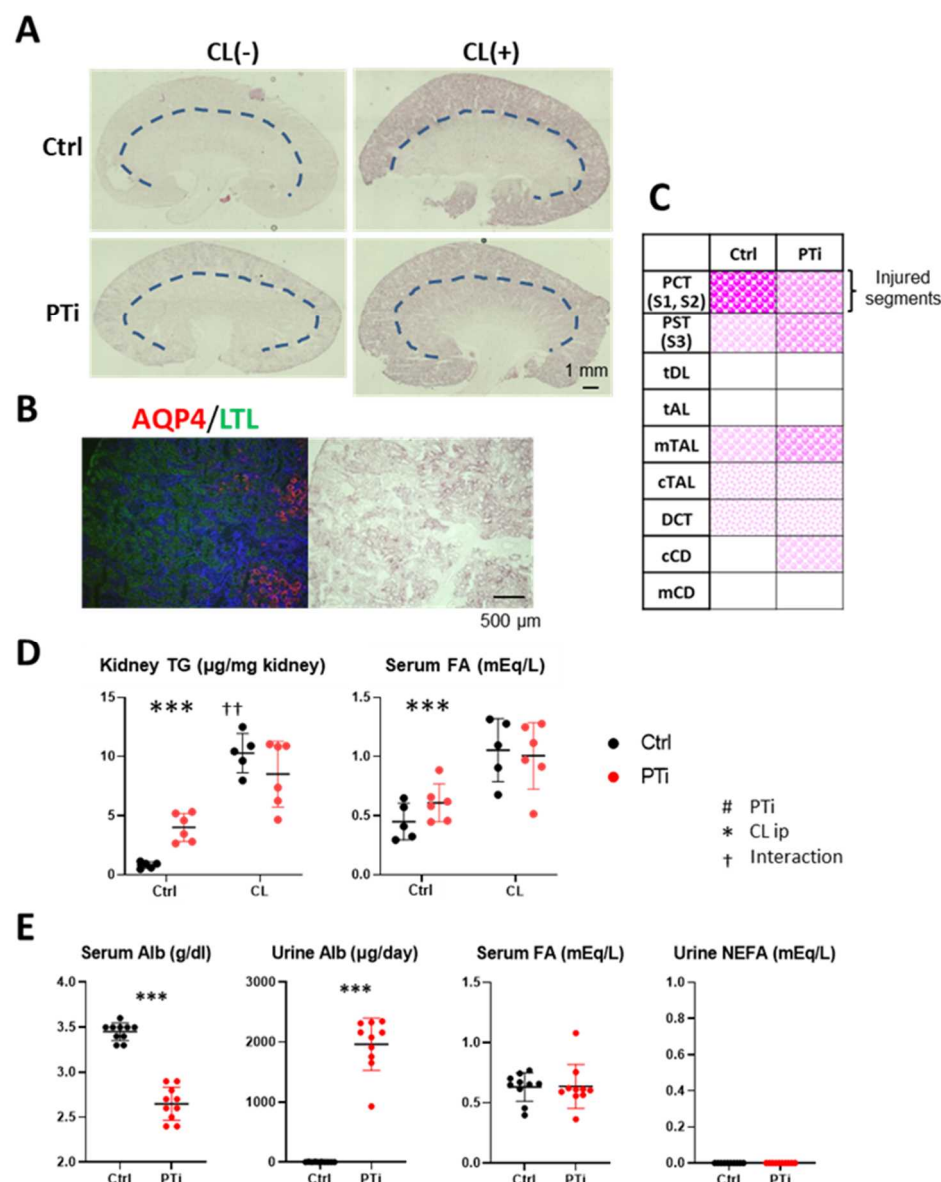 A
CL(-)
CL(+)
Ctrl
PTi
1 mm
B
AQP4/LTL
500 µm
C
Ctrl
PTi
PCT
(S1, S2)
Injured
segments
PST
(S3)
tDL
tAL
mTAL
cTAL
DCT
cCD
mCD
D
Kidney TG (µg/mg kidney)
15
10
5
0
***
††
Ctrl
CL
Serum FA (mEq/L)
1.5
1.0
0.5
0.0
***
Ctrl
CL
Ctrl
PTi
# PTi
* CL ip
† Interaction
E
Serum Alb (g/dl)
4.0
3.5
3.0
2.5
2.0
***
Ctrl
PTi
Urine Alb (µg/day)
3000
2000
1000
0
***
Ctrl
PTi
Serum FA (mEq/L)
1.5
1.0
0.5
0.0
Ctrl
PTi
Urine NEFA (mEq/L)
1.0
0.8
0.6
0.4
0.2
0.0
Ctrl
PTi